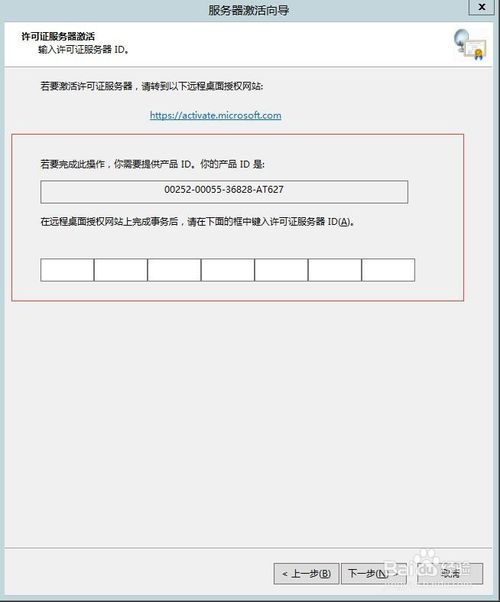 服务器激活向导
x
许可证服务器激活
输入许可证服务器 ID。
若要激活许可证服务器，请转到以下远程桌面授权网站:
https://activate.microsoft.com
若要完成此操作，你需要提供产品 ID。你的产品 ID 是:
00252-00055-36828-AT627
在远程桌面授权网站上完成事务后，请在下面的框中键入许可证服务器 ID(A)。
< 上一步(B)
下一步(N) >
取消
Baidu经验